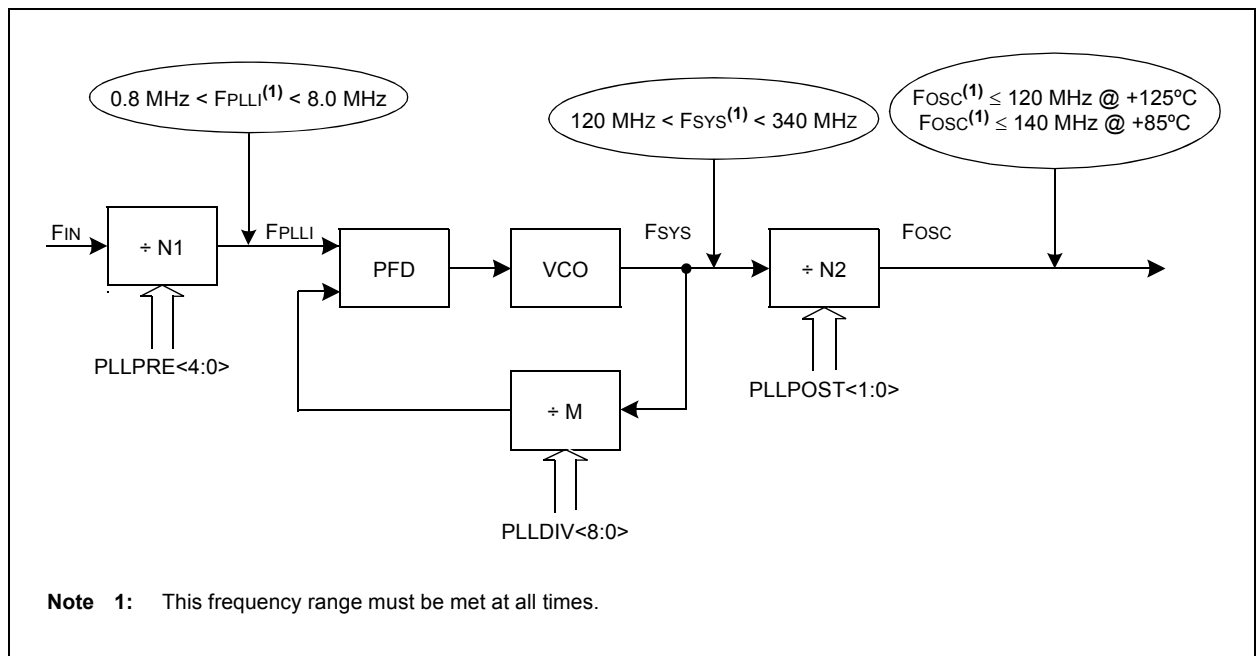 0.8 MHz < FPLLI(1) < 8.0 MHz
120 MHz < FSYS(1) < 340 MHz
FOSC(1) ≤ 120 MHz @ +125ºC
FOSC(1) ≤ 140 MHz @ +85ºC
FIN
÷ N1
FPLLI
PFD
VCO
FSYS
÷ N2
FOSC
PLLPRE<4:0>
÷ M
PLLPOST<1:0>
PLLDIV<8:0>
Note 1: This frequency range must be met at all times.